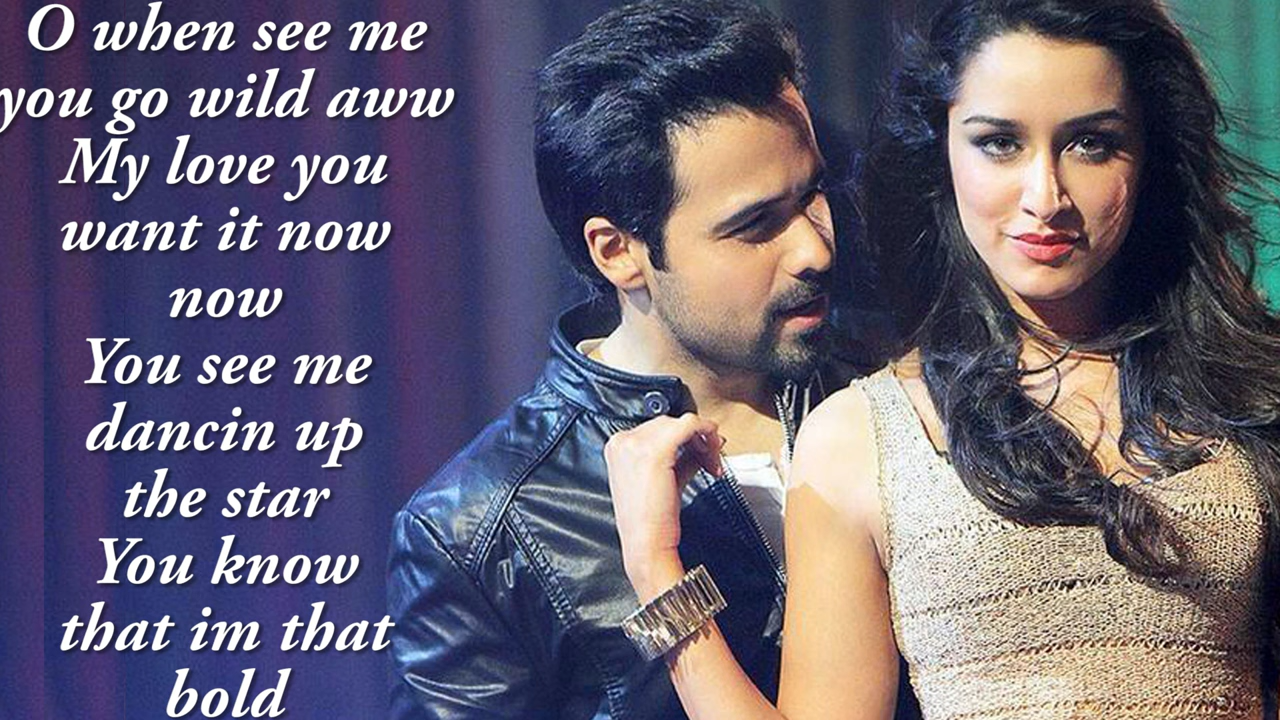 O when see me
you go wild aww
My love you
want it now
now
You see me
dancin up
the star
You know
that im that
bold